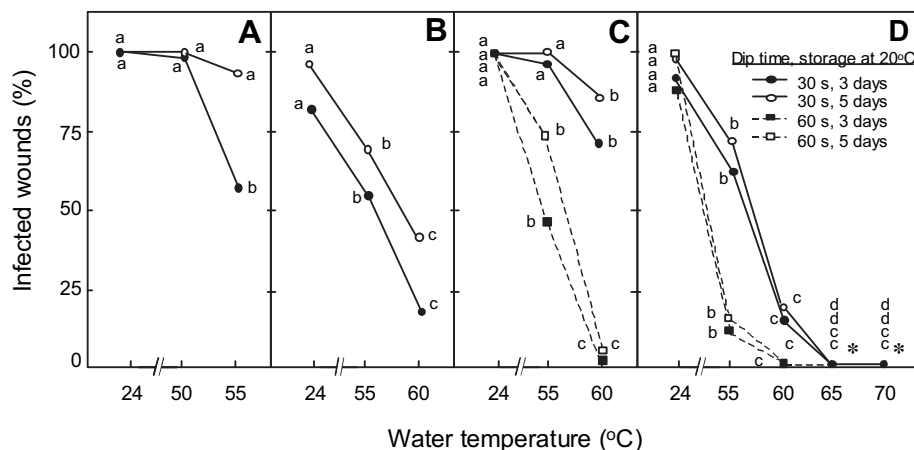 A
B
C
D
Dip time, storage at 20°C
30 s, 3 days
30 s, 5 days
60 s, 3 days
60 s, 5 days
Infected wounds (%)
100
75
50
25
0
a
a
a
a
a
b
a
a
b
b
c
c
a
a
a
a
a
a
b
b
b
b
c
c
a
a
a
a
b
b
b
b
c
c
c
c
d
d
c
c
*
d
d
c
c
*
24 50 55
24 55 60
24 55 60
24 55 60 65 70
Water temperature (°C)